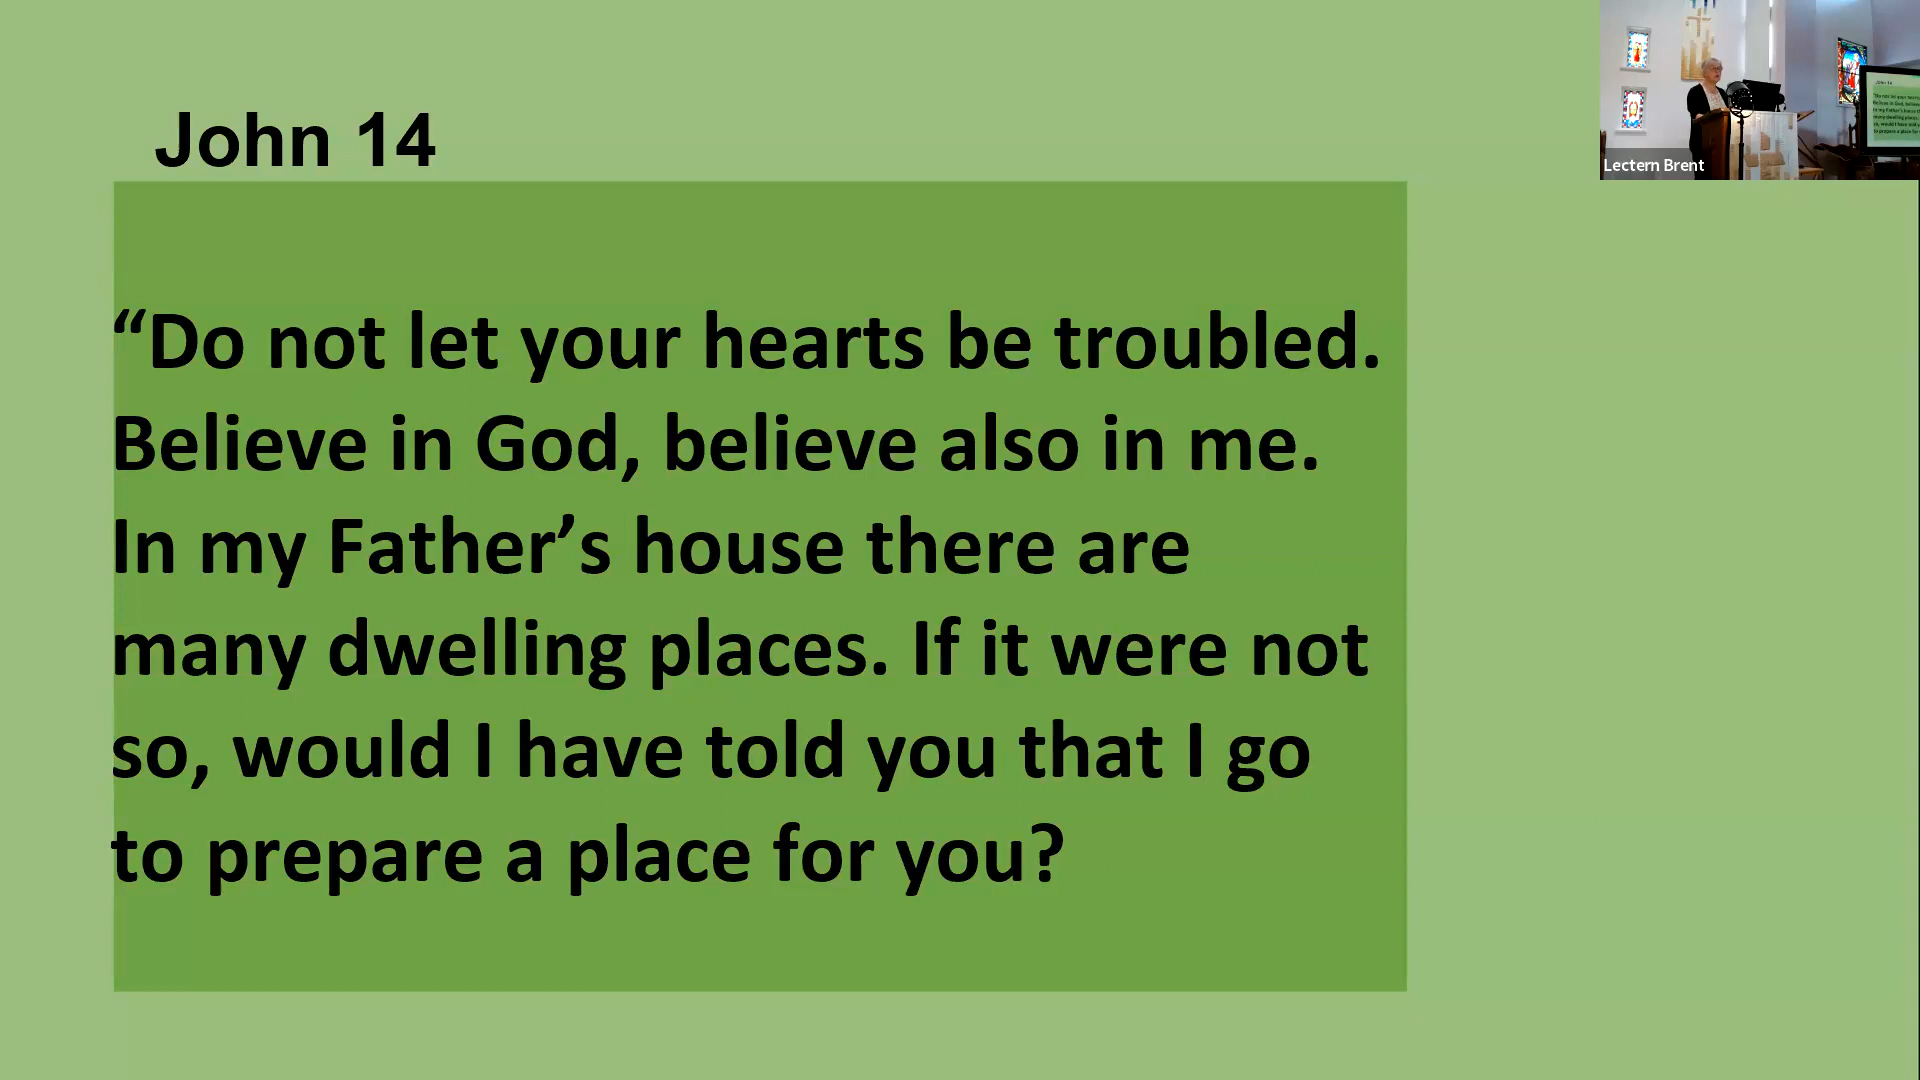 John 14
“Do not let your hearts be troubled.
Believe in God, believe also in me.
In my Father’s house there are
many dwelling places. If it were not
so, would I have told you that I go
to prepare a place for you?
Lectern Brent
John 14